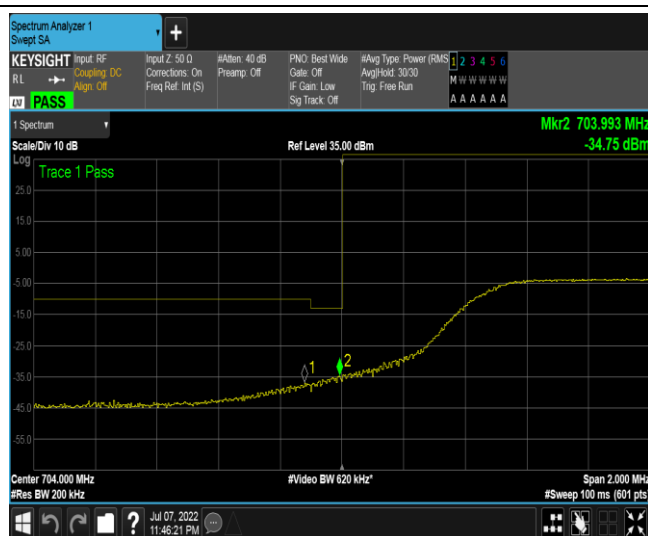 Spectrum Analyzer 1
Swept SA
+
KEYSIGHT
RL
LXI PASS
Input: RF
Coupling: DC
Align: Off
Input Z: 50 Ω
Corrections: On
Freq Ref: Int (S)
#Atten: 40 dB
Preamp: Off
PNO: Best Wide
Gate: Off
IF Gain: Low
Sig Track: Off
#Avg Type: Power (RMS
Avg|Hold: 30/30
Trig: Free Run
1 2 3 4 5 6
M W W W W W
A A A A A A
1 Spectrum
Mkr2 703.993 MHz
Scale/Div 10 dB
Ref Level 35.00 dBm
-34.75 dBm
Log
Trace 1 Pass
25.0
15.0
5.00
-5.00
-15.0
-25.0
1
2
-35.0
-45.0
-55.0
Center 704.000 MHz
#Video BW 620 kHz*
Span 2.000 MHz
#Res BW 200 kHz
#Sweep 100 ms (601 pts)
?
Jul 07, 2022
11:46:21 PM